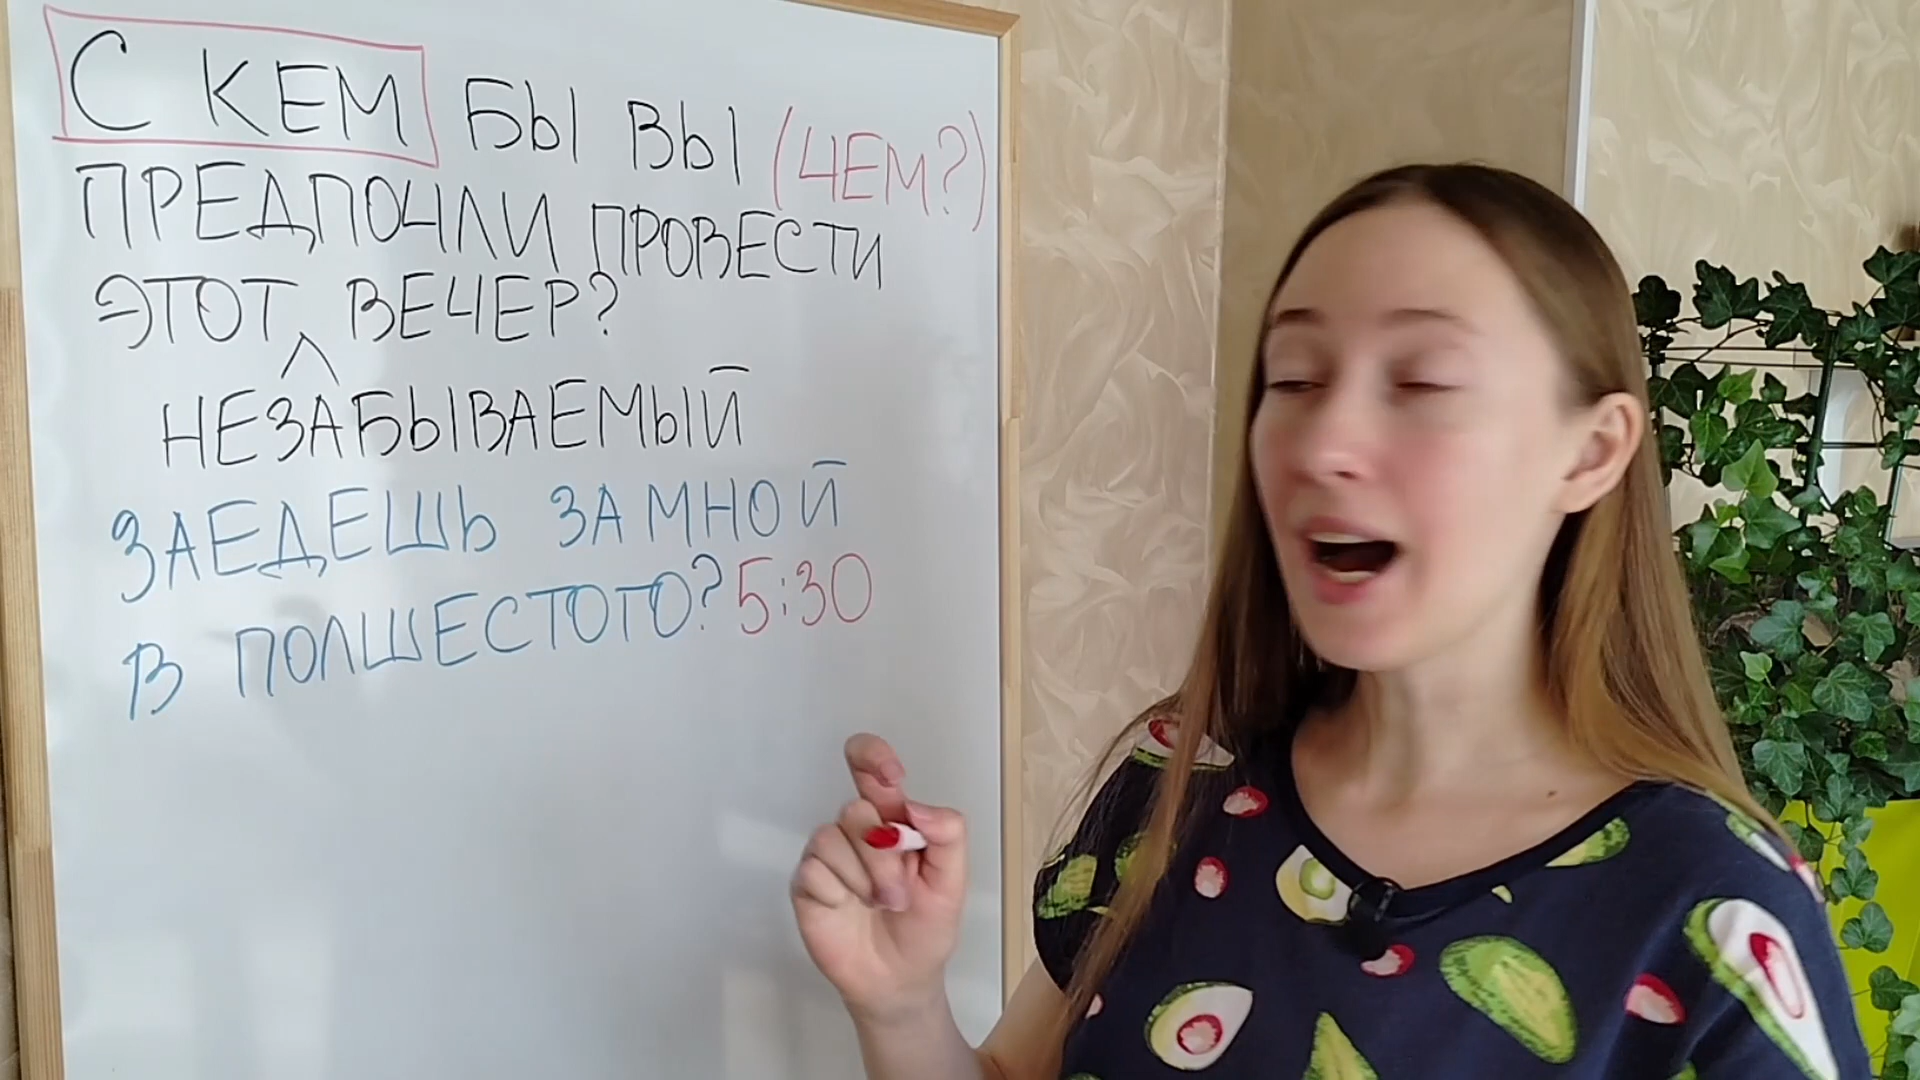 С КЕМ БЫ ВЫ (ЧЕМ?)
ПРЕДПОЧЛИ ПРОВЕСТИ
ЭТОТ ВЕЧЕР?
НЕЗАБЫВАЕМЫЙ
ЗАЕДЕШЬ ЗА МНОЙ
В ПОЛШЕСТОГО? 5:30